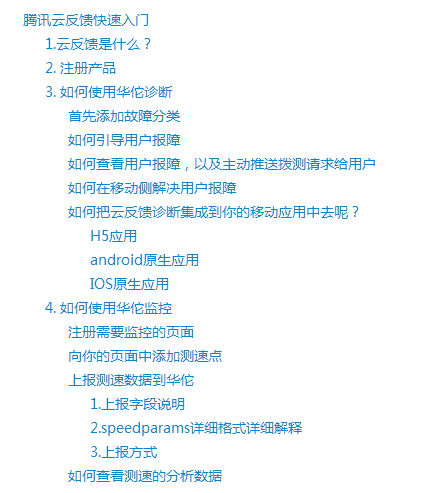 腾讯云反馈快速入门
1.云反馈是什么？
2. 注册产品
3. 如何使用华佗诊断
首先添加故障分类
如何引导用户报障
如何查看用户报障，以及主动推送拨测请求给用户
如何在移动侧解决用户报障
如何把云反馈诊断集成到你的移动应用中去呢？
H5应用
android原生应用
IOS原生应用
4. 如何使用华佗监控
注册需要监控的页面
向你的页面中添加测速点
上报测速数据到华佗
1.上报字段说明
2.speedparams详细格式详细解释
3.上报方式
如何查看测速的分析数据